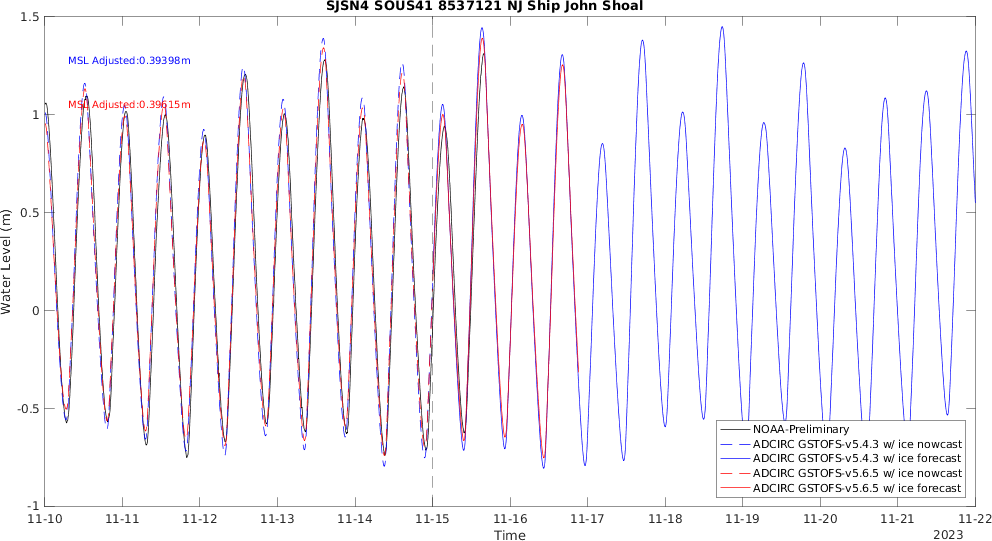 SJSN4 SOUS41 8537121 NJ Ship John Shoal
1.5
MSL Adjusted:0.39398m
MSL Adjusted:0.39615m
1
0.5
0
-0.5
-1
Water Level (m)
NOAA-Preliminary
ADCIRC GSTOFS-v5.4.3 w/ ice nowcast
ADCIRC GSTOFS-v5.4.3 w/ ice forecast
ADCIRC GSTOFS-v5.6.5 w/ ice nowcast
ADCIRC GSTOFS-v5.6.5 w/ ice forecast
11-10 11-11 11-12 11-13 11-14 11-15 11-16 11-17 11-18 11-19 11-20 11-21 11-22
Time
2023